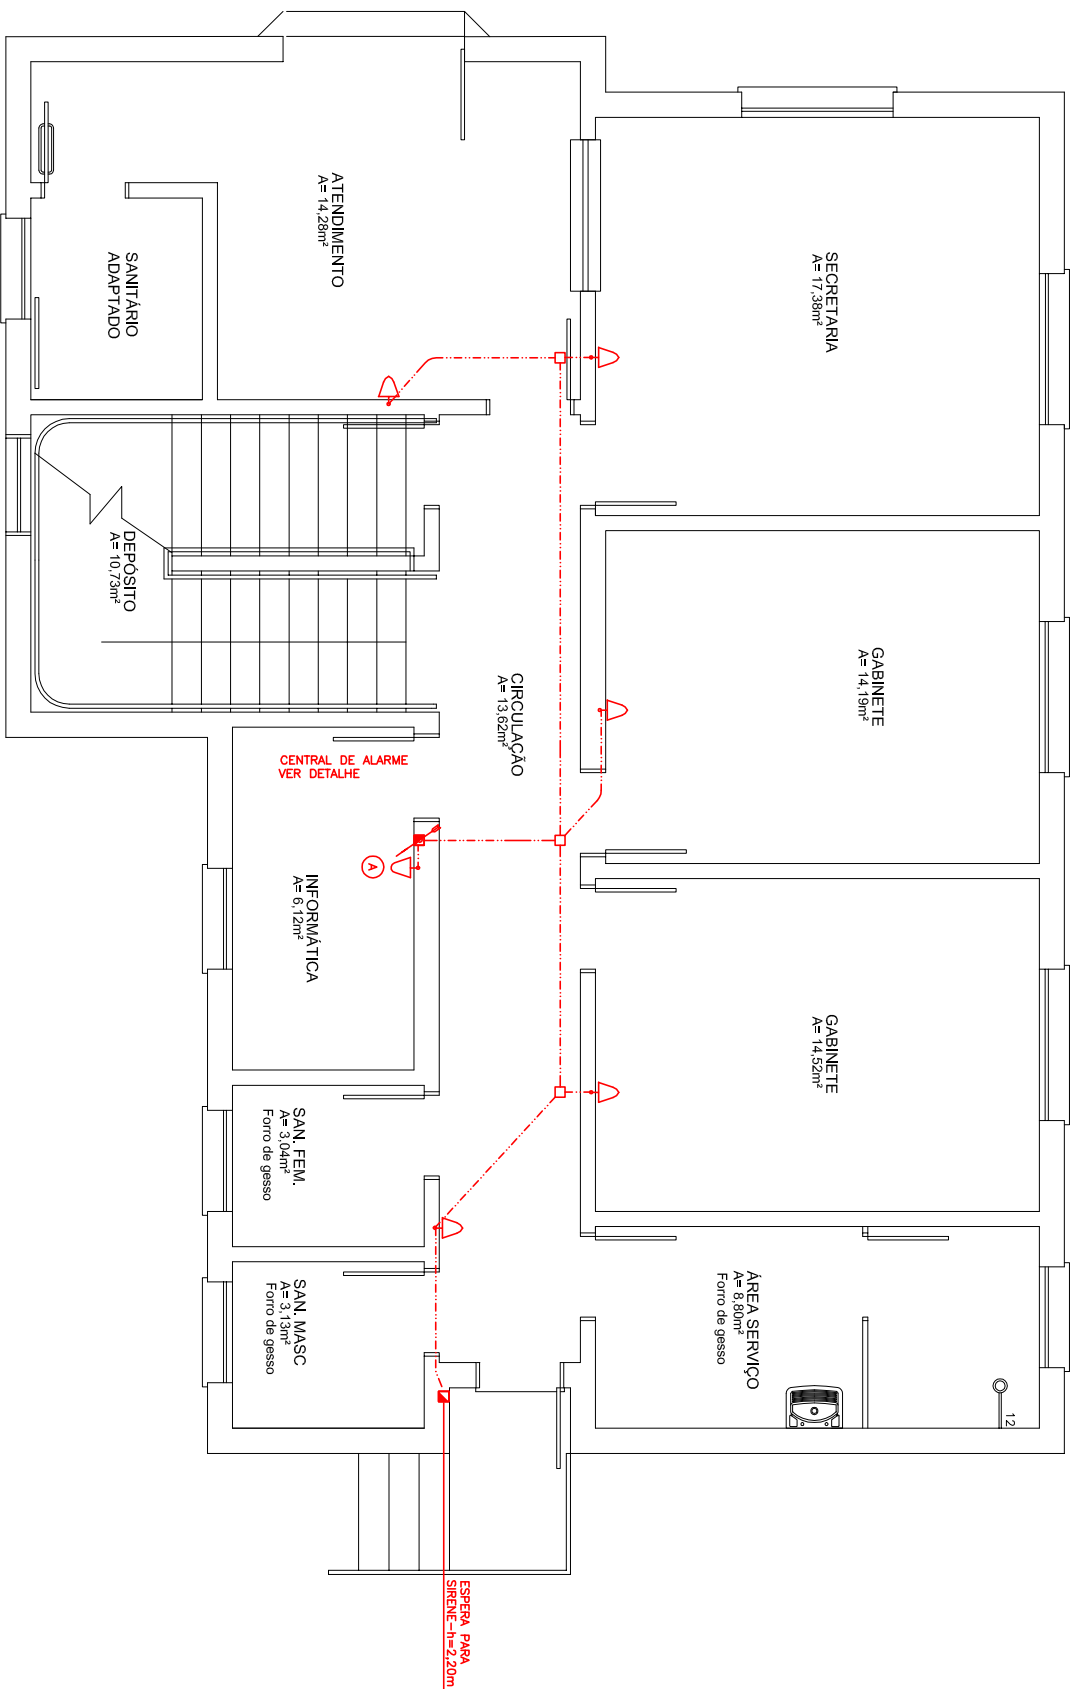 ATENDIMENTO
A= 14,28m²
SANITÁRIO
ADAPTADO
SECRETARIA
A= 17,38m²
DEPÓSITO
A= 10,73m²
GABINETE
A= 14,19m²
CIRCULAÇÃO
A= 13,62m²
CENTRAL DE ALARME
VER DETALHE
A
INFORMÁTICA
A= 6,12m²
GABINETE
A= 14,52m²
SAN. FEM.
A= 3,04m²
Forro de gesso
SAN. MASC
A= 3,13m²
Forro de gesso
ÁREA SERVIÇO
A= 8,80m²
Forro de gesso
12
ESPERA PARA
SIRENE-h=2,20m